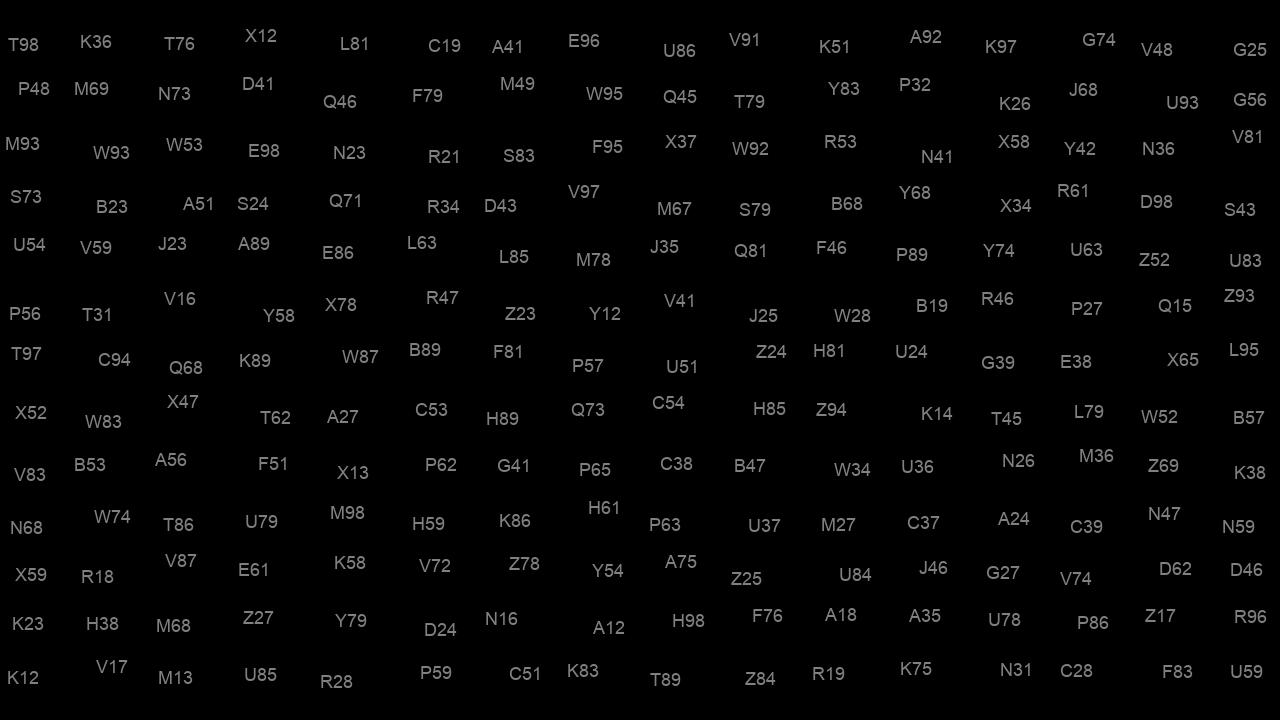 T98 K36 T76 X12 L81 C19 A41 E96 U86 V91 K51 A92 K97 G74 V48 G25
P48 M69 N73 D41 Q46 F79 M49 W95 Q45 T79 Y83 P32 K26 J68 U93 G56
M93 W93 W53 E98 N23 R21 S83 F95 X37 W92 R53 N41 X58 Y42 N36 V81
S73 B23 A51 S24 Q71 R34 D43 V97 M67 S79 B68 Y68 X34 R61 D98 S43
U54 V59 J23 A89 E86 L63 L85 M78 J35 Q81 F46 P89 Y74 U63 Z52 U83
P56 T31 V16 Y58 X78 R47 Z23 Y12 V41 J25 W28 B19 R46 P27 Q15 Z93
T97 C94 Q68 K89 W87 B89 F81 P57 U51 Z24 H81 U24 G39 E38 X65 L95
X52 W83 X47 T62 A27 C53 H89 Q73 C54 H85 Z94 K14 T45 L79 W52 B57
V83 B53 A56 F51 X13 P62 G41 P65 C38 B47 W34 U36 N26 M36 Z69 K38
N68 W74 T86 U79 M98 H59 K86 H61 P63 U37 M27 C37 A24 C39 N47 N59
X59 R18 V87 E61 K58 V72 Z78 Y54 A75 Z25 U84 J46 G27 V74 D62 D46
K23 H38 M68 Z27 Y79 D24 N16 A12 H98 F76 A18 A35 U78 P86 Z17 R96
K12 V17 M13 U85 R28 P59 C51 K83 T89 Z84 R19 K75 N31 C28 F83 U59